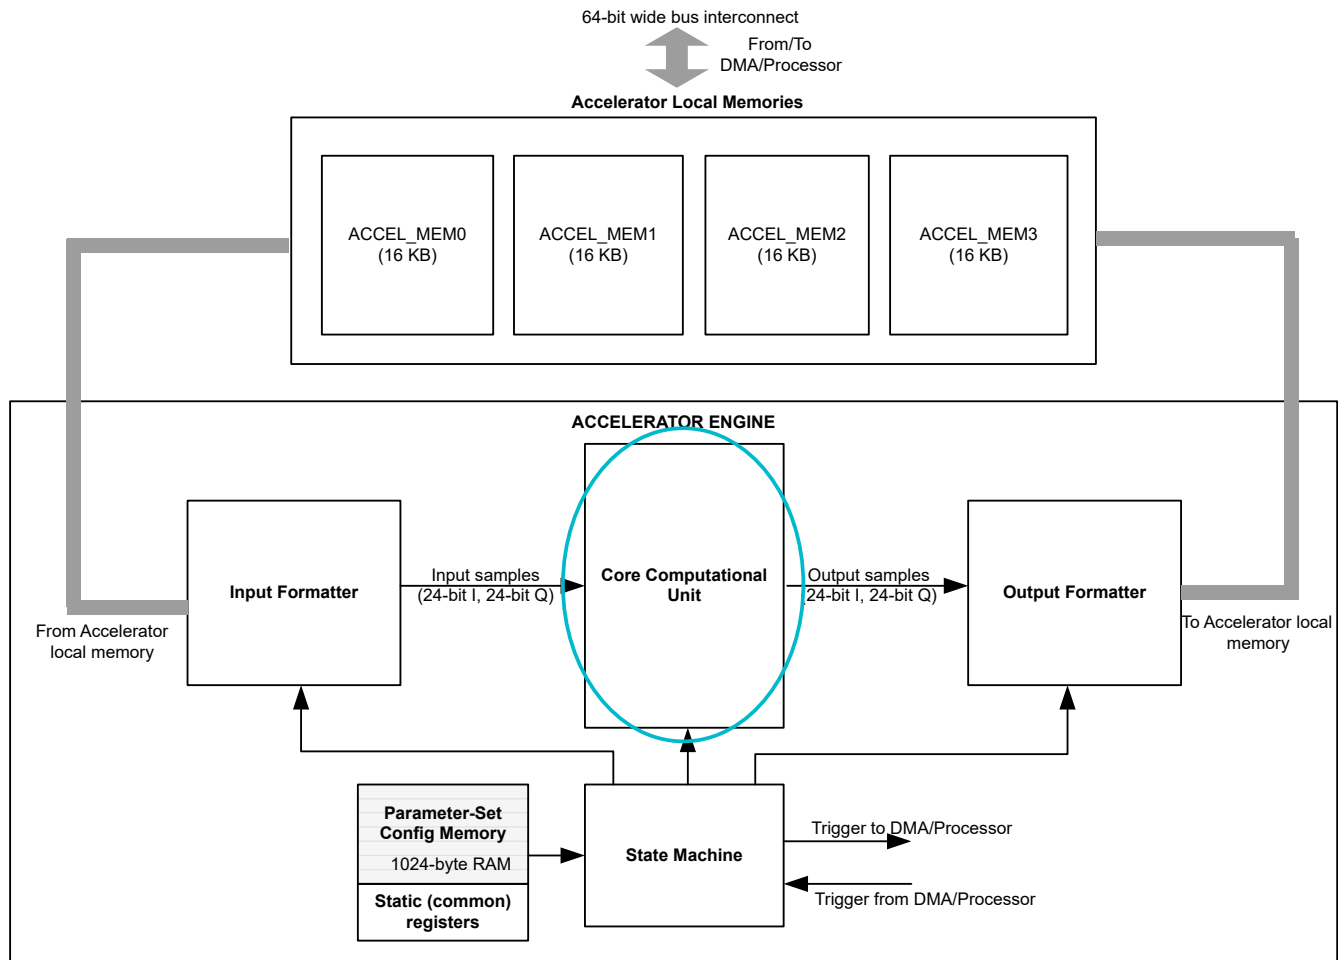 64-bit wide bus interconnect
From/To
DMA/Processor
Accelerator Local Memories
ACCEL_MEM0
(16 KB)
ACCEL_MEM1
(16 KB)
ACCEL_MEM2
(16 KB)
ACCEL_MEM3
(16 KB)
ACCELERATOR ENGINE
Input Formatter
Input samples
(24-bit I, 24-bit Q)
Core Computational
Unit
Output samples
(24-bit I, 24-bit Q)
Output Formatter
From Accelerator
local memory
To Accelerator local
memory
Parameter-Set
Config Memory
1024-byte RAM
Static (common)
registers
State Machine
Trigger to DMA/Processor
Trigger from DMA/Processor